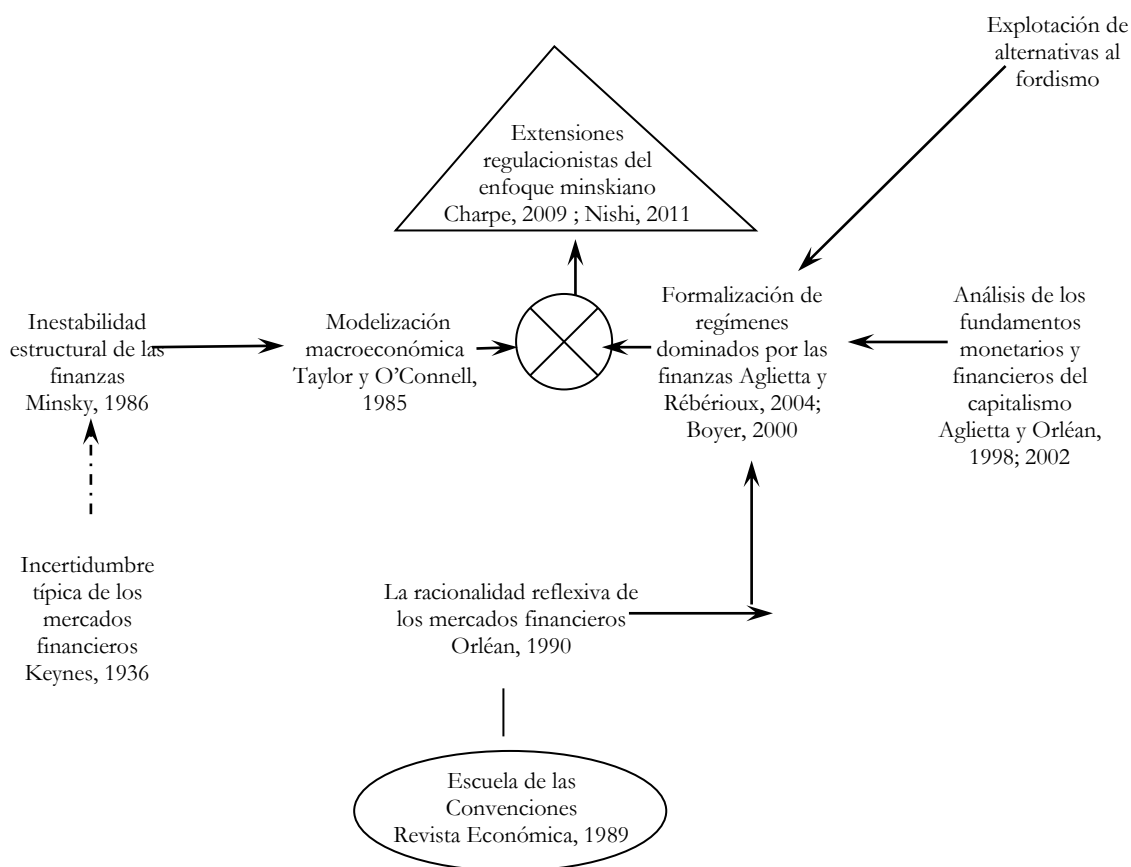 Explotación de
alternativas al
fordismo
Extensiones
regulacionistas del
enfoque minskiano
Charpe, 2009 ; Nishi, 2011
Inestabilidad
estructural de las
finanzas
Minsky, 1986
Modelización
macroeconómica
Taylor y O’Connell,
1985
Formalización de
regímenes
dominados por las
finanzas Aglietta y
Rébérioux, 2004;
Boyer, 2000
Análisis de los
fundamentos
monetarios y
financieros del
capitalismo
Aglietta y Orléan,
1998; 2002
Incertidumbre
típica de los
mercados
financieros
Keynes, 1936
La racionalidad reflexiva de
los mercados financieros
Orléan, 1990
Escuela de las
Convenciones
Revista Económica, 1989